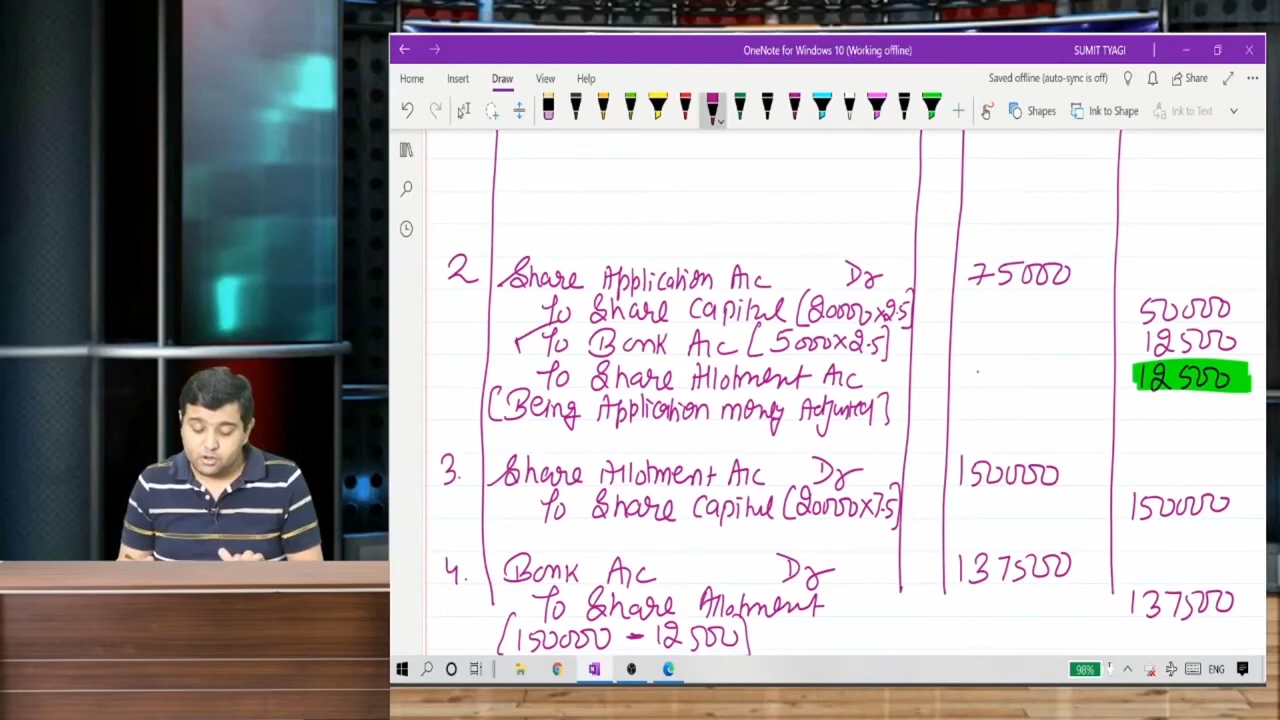 OneNote for Windows 10 (Working offline)
SUMIT TYAGI
Home Insert Draw View Help
Saved offline (auto-sync is off)
Share
Shapes
Ink to Shape
Ink to Text
2 Share Application A/c Dr 75000
To Share Capital [20000x2.5] 50000
To Bank A/c [5000x2.5] 12500
To Share Allotment A/c 12500
[Being Application money Adjusted]
3. Share Allotment A/c Dr 150000
To Share Capital [20000x7.5] 150000
4. Bank A/c Dr 137500
To Share Allotment 137500
[150000 - 12500]
98%
ENG